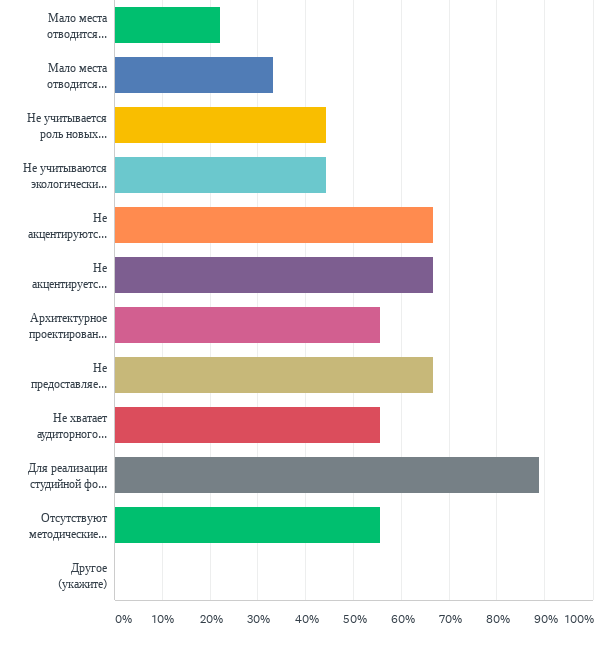 Мало места
отводится...
Мало места
отводится...
Не учитывается
роль новых...
Не учитываются
экологически...
Не
акцентируютс...
Не
акцентируетс...
Архитектурное
проектирован...
Не
предоставляе...
Не хватает
аудиторного...
Для реализации
студийной фо...
Отсутствуют
методические...
Другое
(укажите)
0% 10% 20% 30% 40% 50% 60% 70% 80% 90% 100%